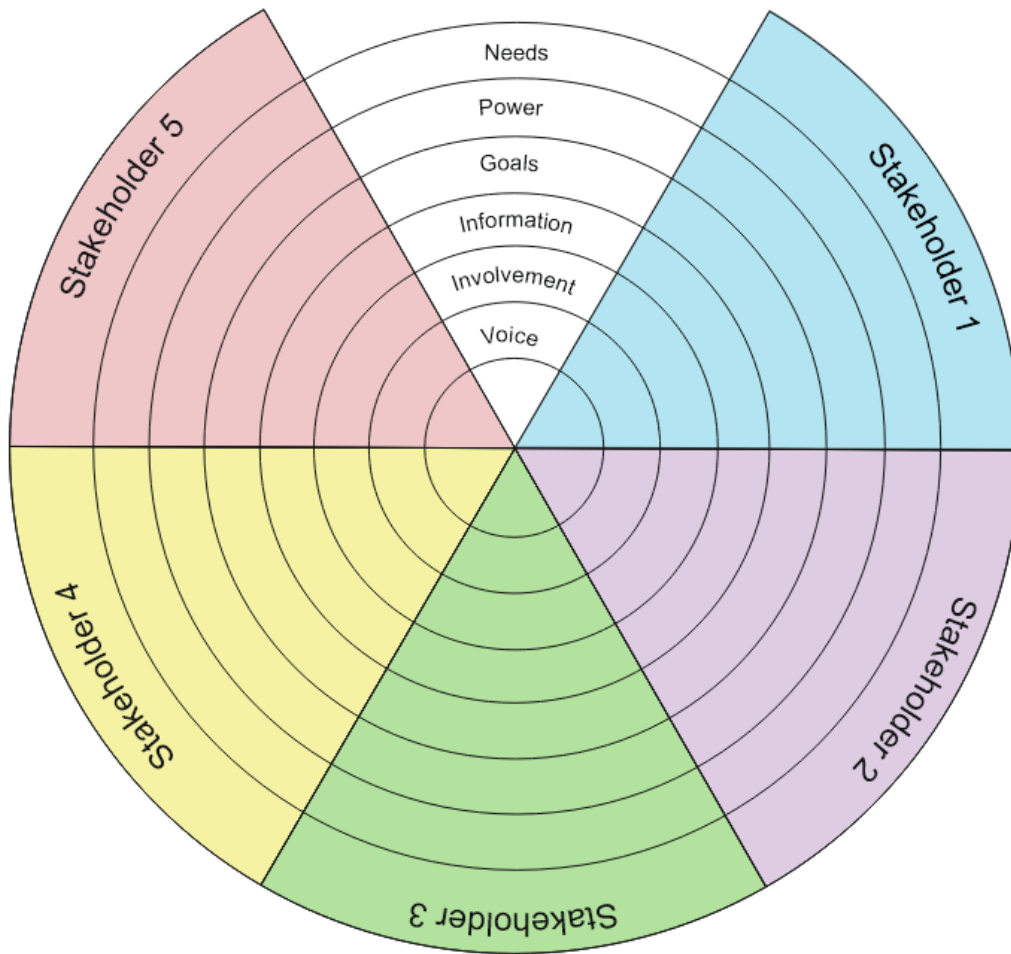 Needs
Power
Goals
Information
Involvement
Voice
Stakeholder 1
Stakeholder 2
Stakeholder 3
Stakeholder 4
Stakeholder 5